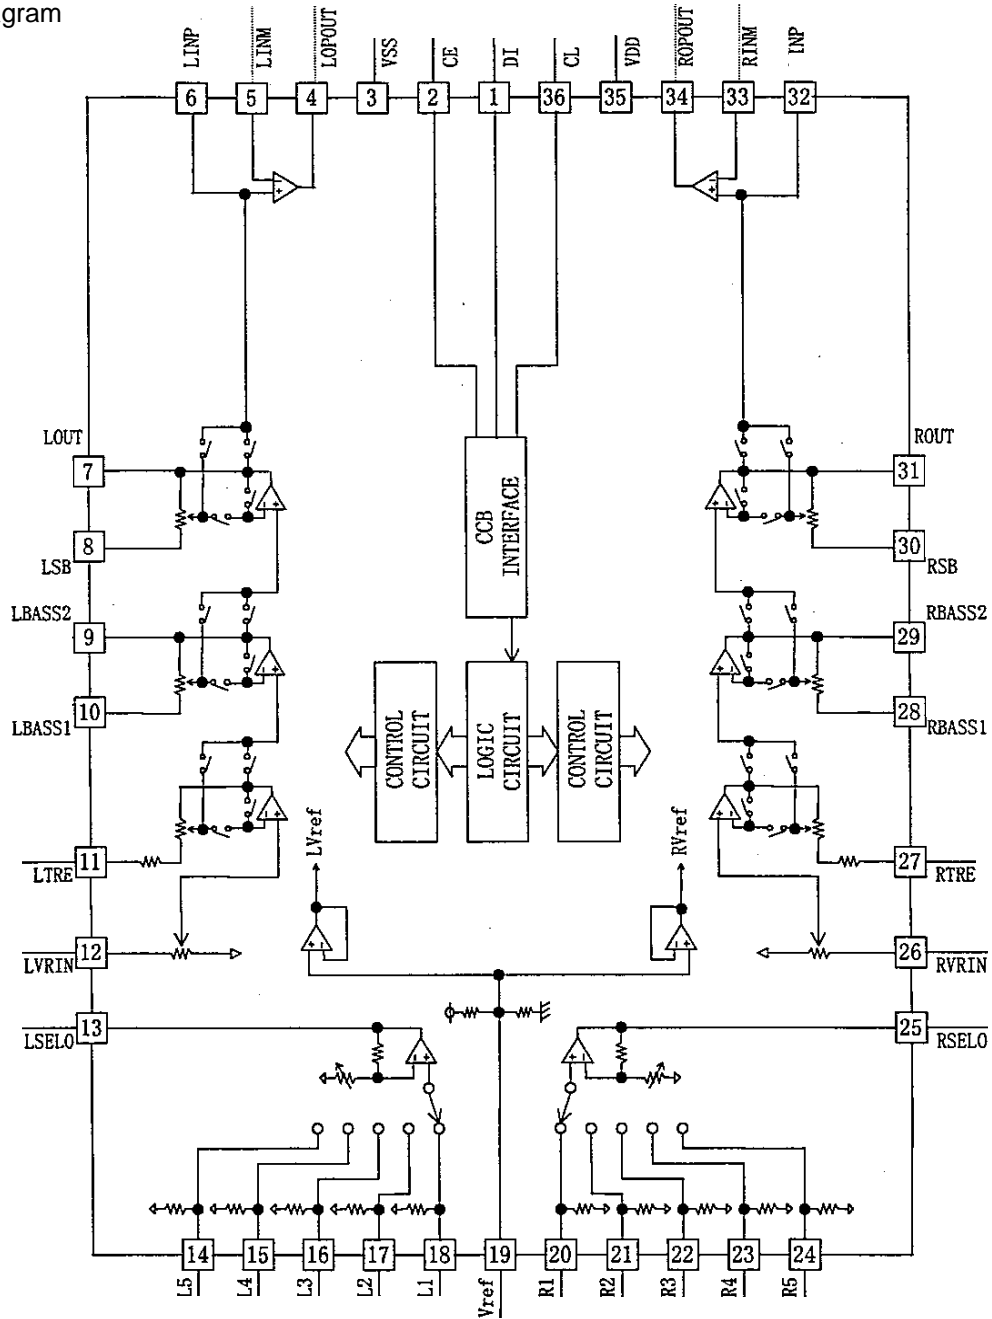 gram
LINP
LINM
LOPOUT
VSS
CE
DI
CL
VDD
ROPOUT
RINM
INP
6
5
4
3
2
1
36
35
34
33
32
LOUT
7
8
LSB
LBASS2
9
10
LBASS1
11
LTRE
12
LVRIN
13
LSELO
ROUT
31
30
RSB
RBASS2
29
28
RBASS1
27
RTRE
26
RVRIN
25
RSELO
CCB
INTERFACE
CONTROL
CIRCUIT
LOGIC
CIRCUIT
CONTROL
CIRCUIT
LVref
RVref
14
15
16
17
18
19
20
21
22
23
24
L5
L4
L3
L2
L1
Vref
R1
R2
R3
R4
R5